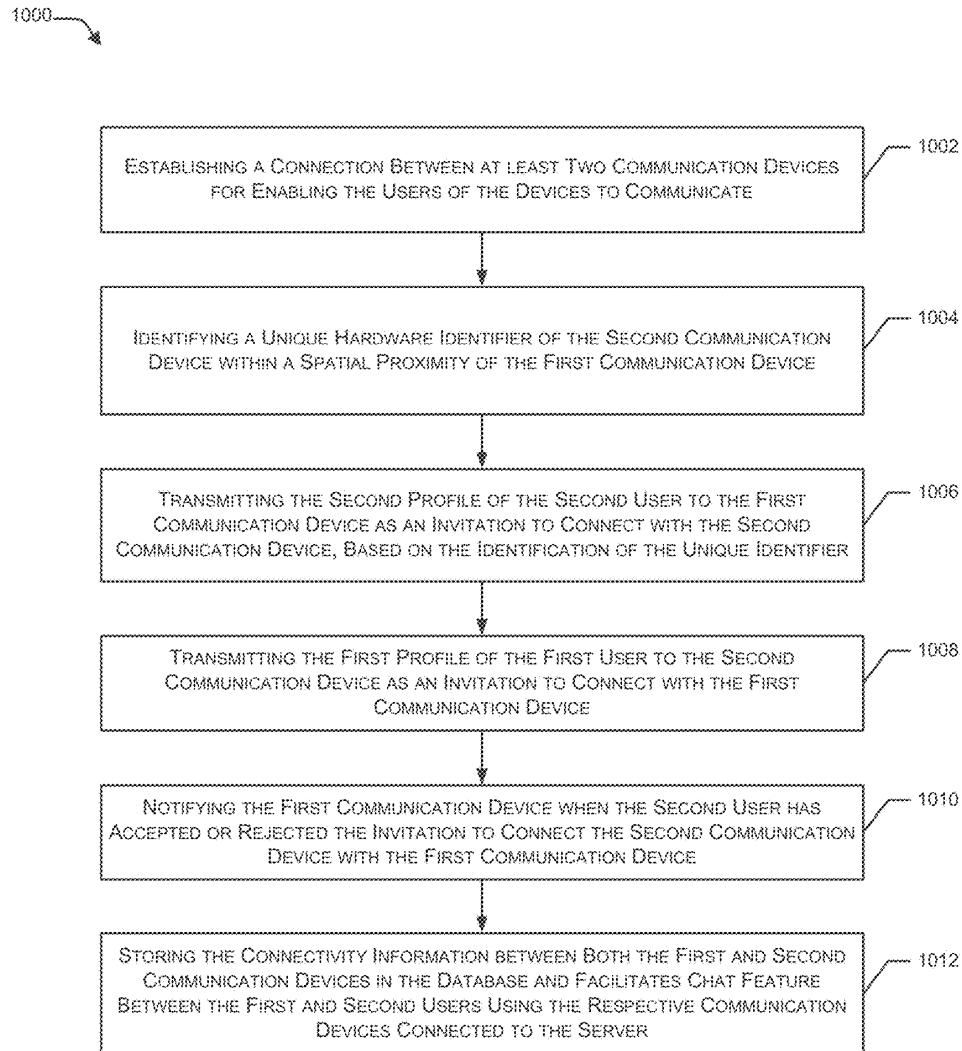 1000
ESTABLISHING A CONNECTION BETWEEN AT LEAST TWO COMMUNICATION DEVICES
FOR ENABLING THE USERS OF THE DEVICES TO COMMUNICATE
1002
IDENTIFYING A UNIQUE HARDWARE IDENTIFIER OF THE SECOND COMMUNICATION
DEVICE WITHIN A SPATIAL PROXIMITY OF THE FIRST COMMUNICATION DEVICE
1004
TRANSMITTING THE SECOND PROFILE OF THE SECOND USER TO THE FIRST
COMMUNICATION DEVICE AS AN INVITATION TO CONNECT WITH THE SECOND
COMMUNICATION DEVICE, BASED ON THE IDENTIFICATION OF THE UNIQUE IDENTIFIER
1006
TRANSMITTING THE FIRST PROFILE OF THE FIRST USER TO THE SECOND
COMMUNICATION DEVICE AS AN INVITATION TO CONNECT WITH THE FIRST
COMMUNICATION DEVICE
1008
NOTIFYING THE FIRST COMMUNICATION DEVICE WHEN THE SECOND USER HAS
ACCEPTED OR REJECTED THE INVITATION TO CONNECT THE SECOND COMMUNICATION
DEVICE WITH THE FIRST COMMUNICATION DEVICE
1010
STORING THE CONNECTIVITY INFORMATION BETWEEN BOTH THE FIRST AND SECOND
COMMUNICATION DEVICES IN THE DATABASE AND FACILITATES CHAT FEATURE
BETWEEN THE FIRST AND SECOND USERS USING THE RESPECTIVE COMMUNICATION
DEVICES CONNECTED TO THE SERVER
1012